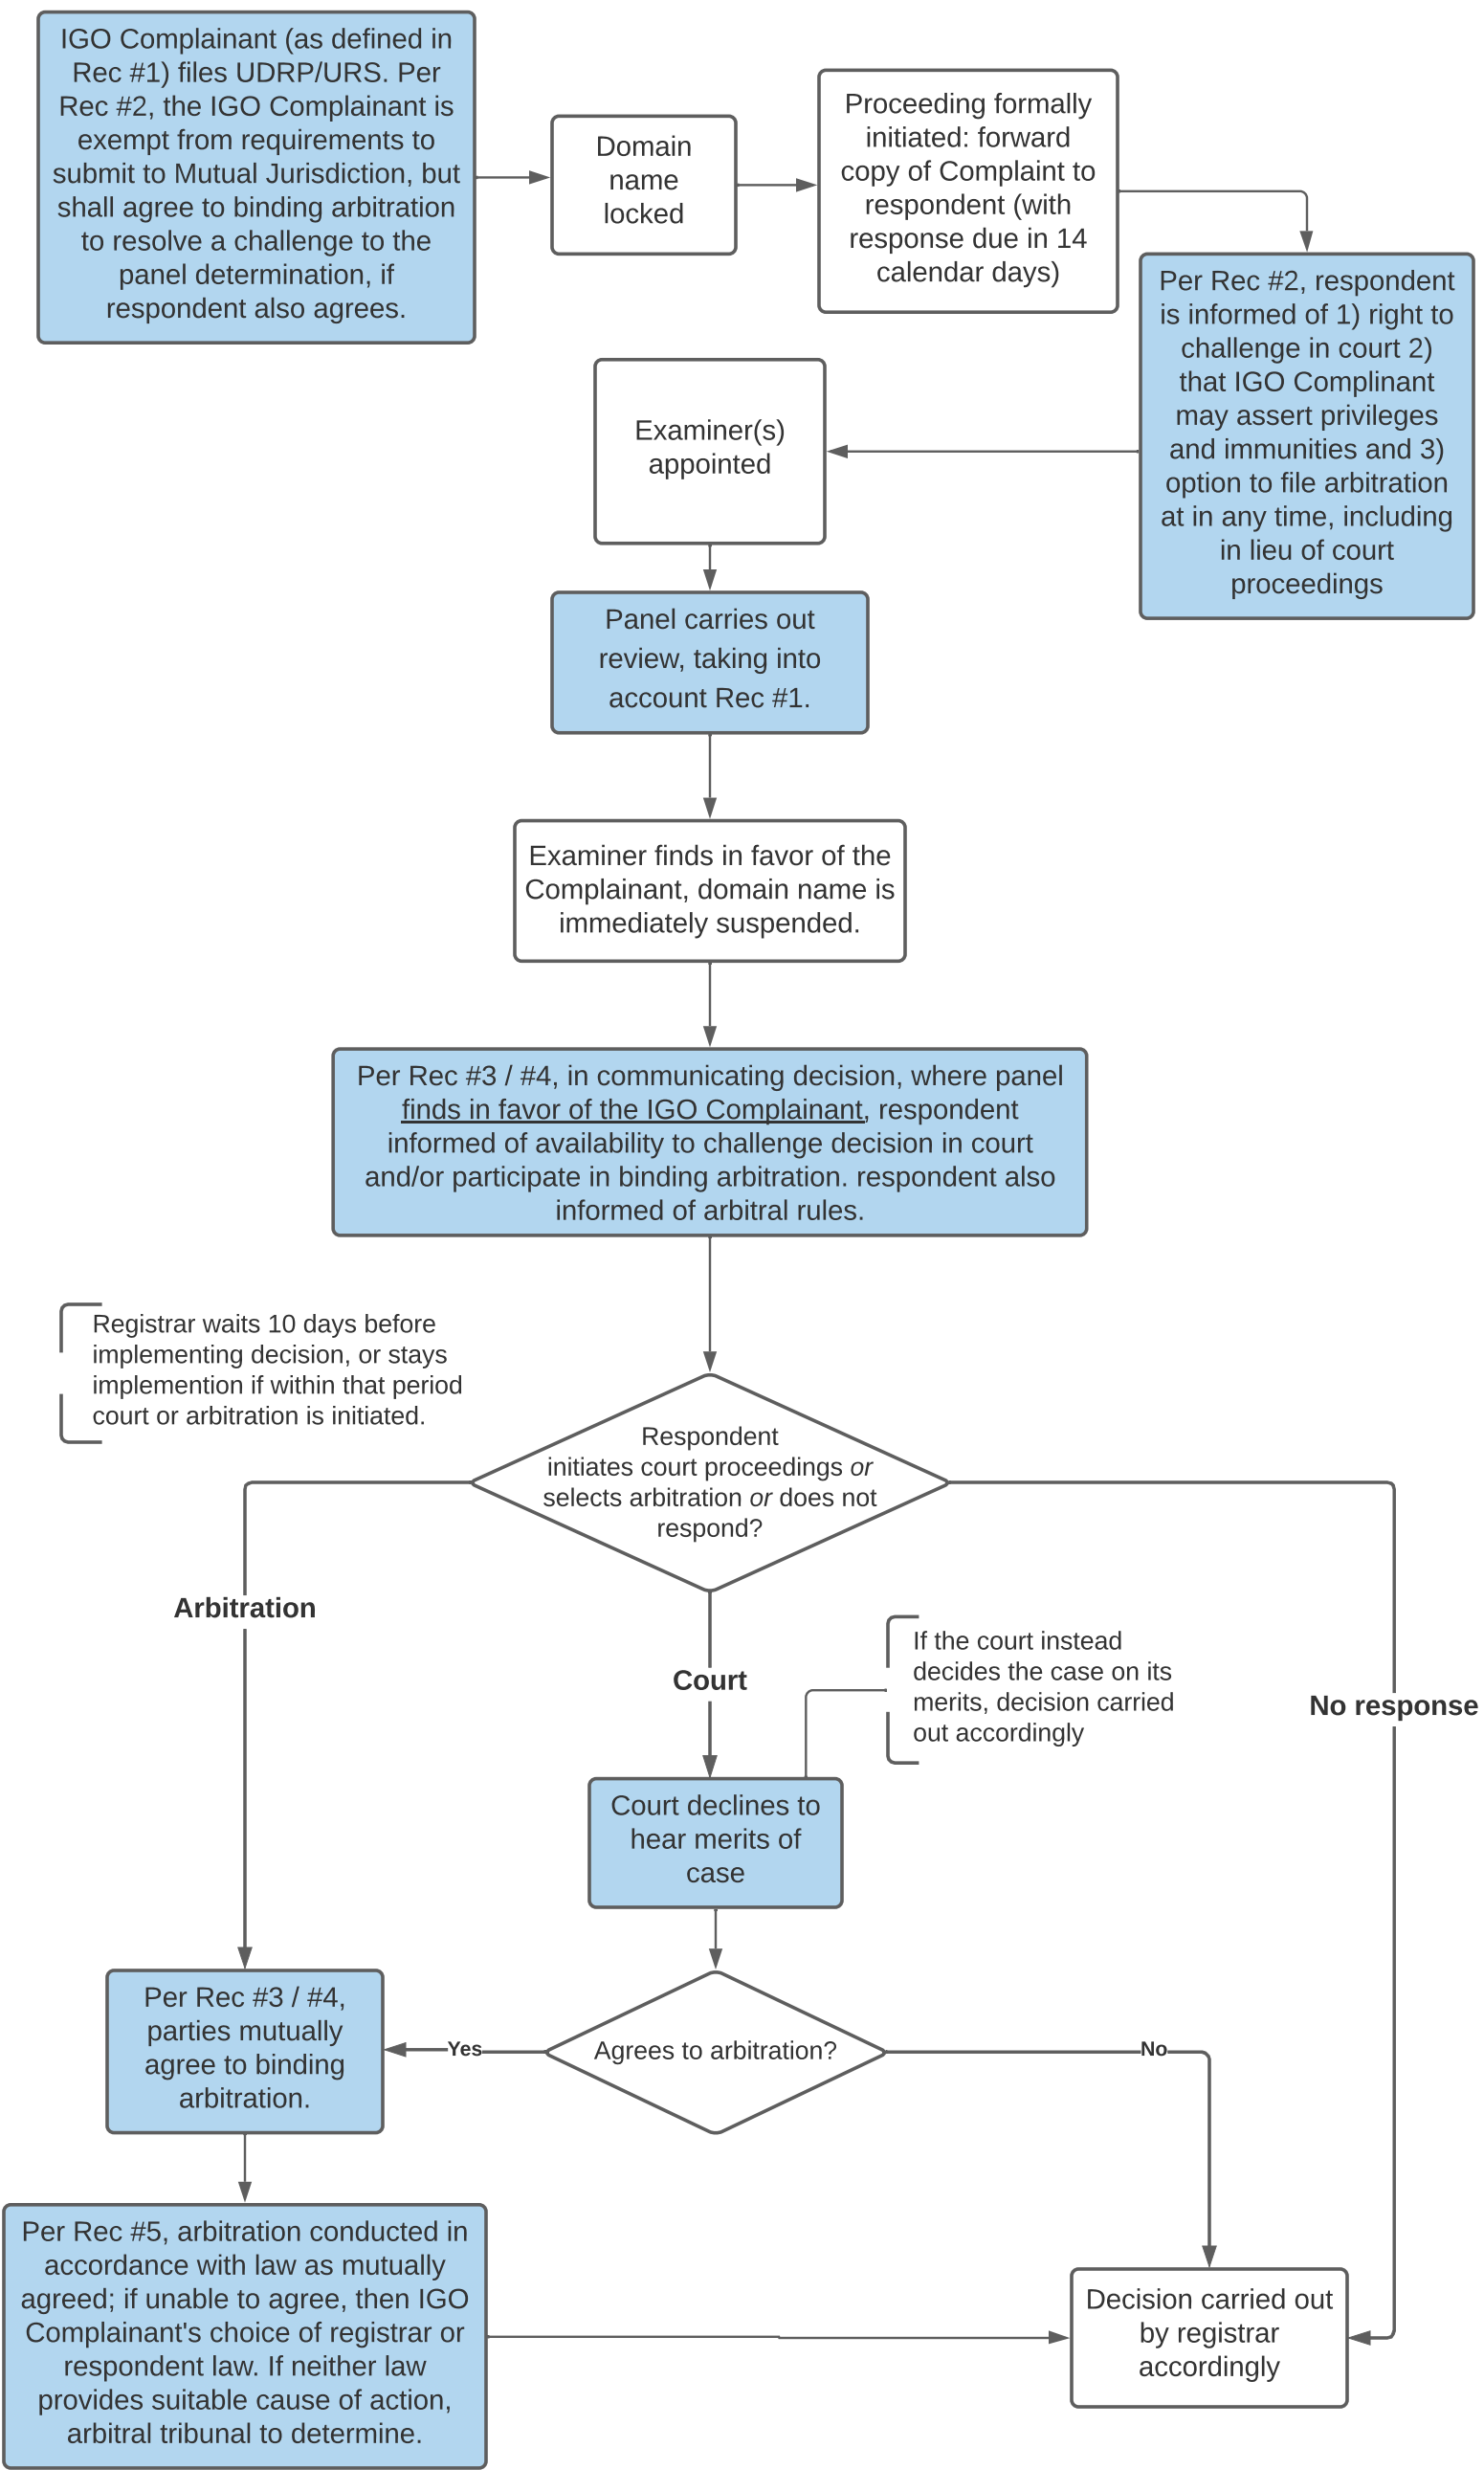 IGO Complainant (as defined in
Rec #1) files UDRP/URS. Per
Rec #2, the IGO Complainant is
exempt from requirements to
submit to Mutual Jurisdiction, but
shall agree to binding arbitration
to resolve a challenge to the
panel determination, if
respondent also agrees.
Domain
name
locked
Proceeding formally
initiated: forward
copy of Complaint to
respondent (with
response due in 14
calendar days)
Per Rec #2, respondent
is informed of 1) right to
challenge in court 2)
that IGO Complinant
may assert privileges
and immunities and 3)
option to file arbitration
at in any time, including
in lieu of court
proceedings
Examiner(s)
appointed
Panel carries out
review, taking into
account Rec #1.
Examiner finds in favor of the
Complainant, domain name is
immediately suspended.
Per Rec #3 / #4, in communicating decision, where panel
finds in favor of the IGO Complainant, respondent
informed of availability to challenge decision in court
and/or participate in binding arbitration. respondent also
informed of arbitral rules.
Registrar waits 10 days before
implementing decision, or stays
implemention if within that period
court or arbitration is initiated.
Respondent
initiates court proceedings or
selects arbitration or does not
respond?
Arbitration
Court
No response
If the court instead
decides the case on its
merits, decision carried
out accordingly
Court declines to
hear merits of
case
Per Rec #3 / #4,
parties mutually
agree to binding
arbitration.
Yes
Agrees to arbitration?
No
Per Rec #5, arbitration conducted in
accordance with law as mutually
agreed; if unable to agree, then IGO
Complainant's choice of registrar or
respondent law. If neither law
provides suitable cause of action,
arbitral tribunal to determine.
Decision carried out
by registrar
accordingly